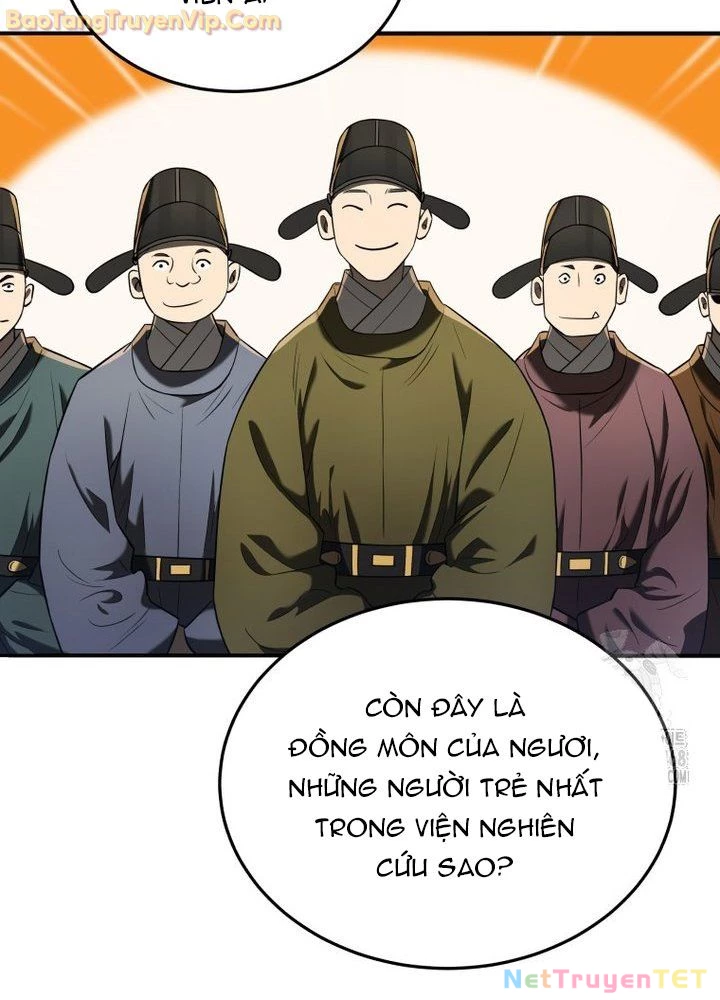 BaoTangTruyenVip.Com
CÒN ĐÂY LÀ
ĐỒNG MÔN CỦA NGƯƠI,
NHỮNG NGƯỜI TRẺ NHẤT
TRONG VIỆN NGHIÊN
CỨU SAO?
NetTruyenTET